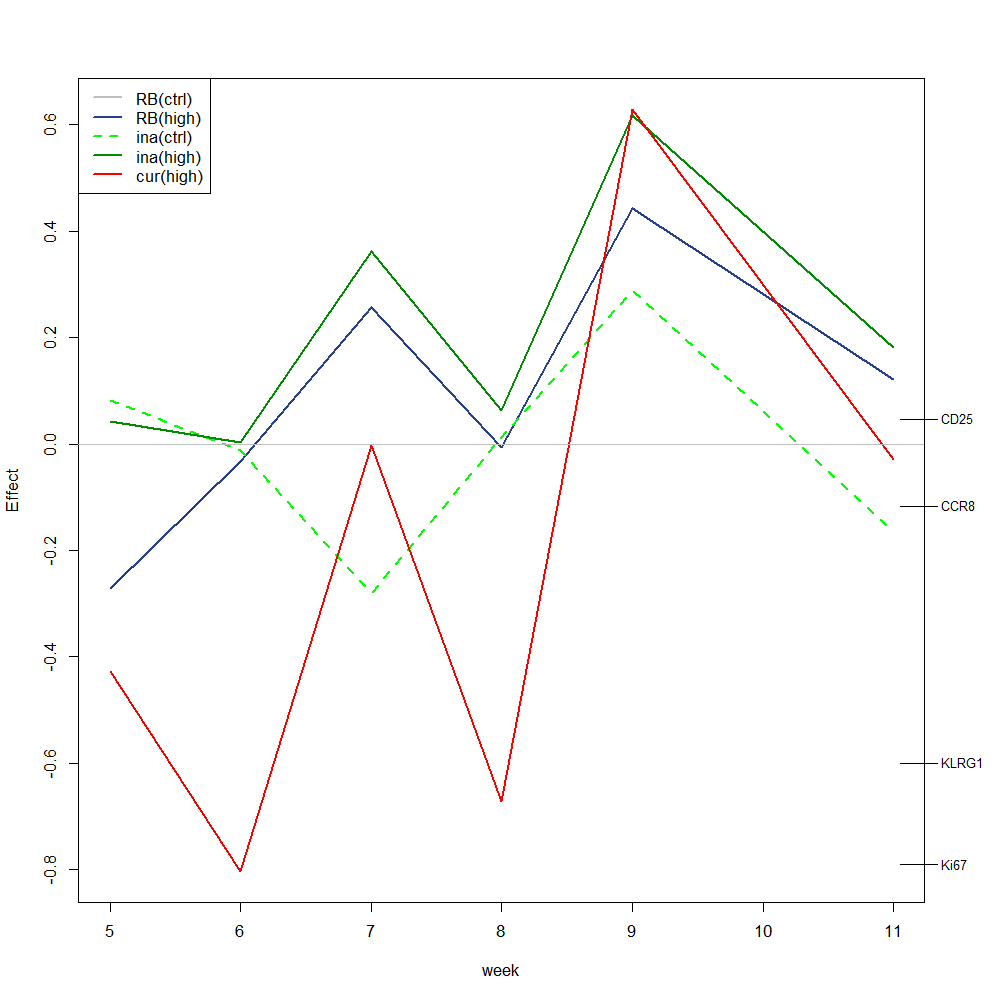 RB(ctrl)
RB(high)
ina(ctrl)
ina(high)
cur(high)
0.6
0.4
0.2
0.0
-0.2
-0.4
-0.6
-0.8
Effect
CD25
CCR8
KLRG1
Ki67
5 6 7 8 9 10 11
week